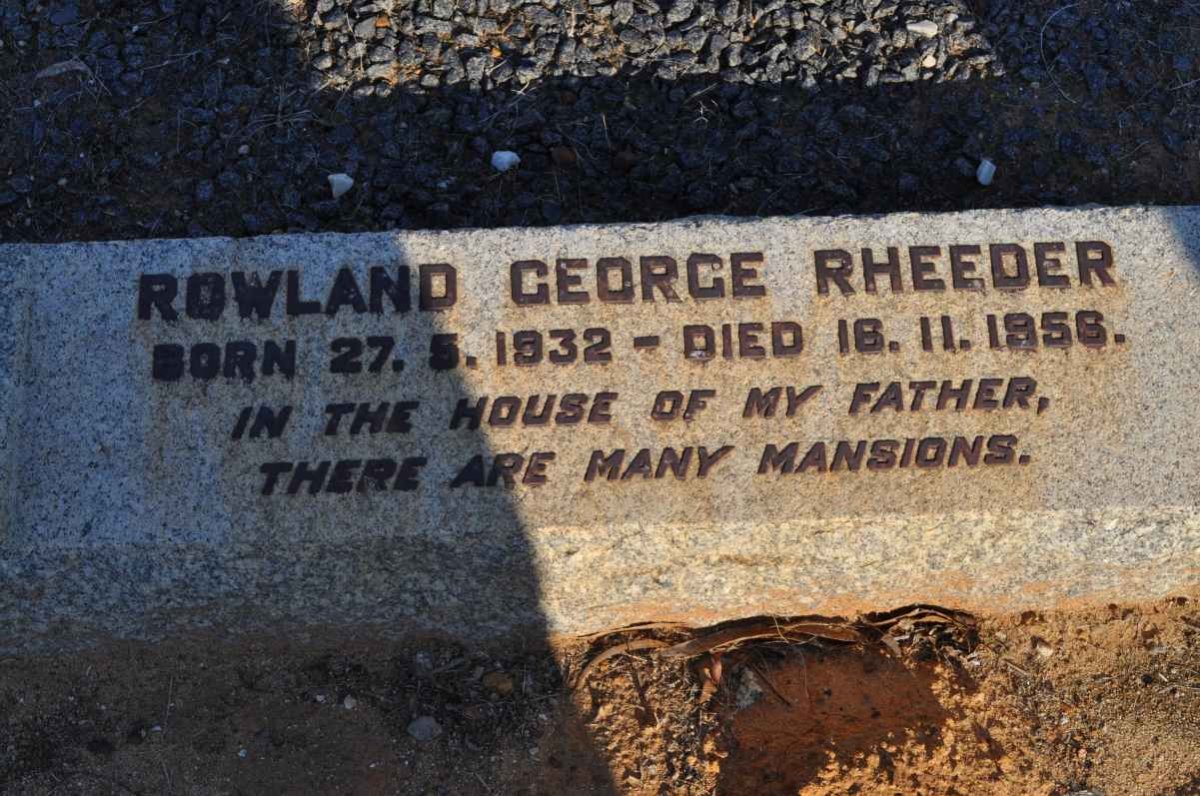 ROWLAND GEORGE RHEEDER
BORN 27. 5. 1932 - DIED 16. 11. 1956.
IN THE HOUSE OF MY FATHER,
THERE ARE MANY MANSIONS.